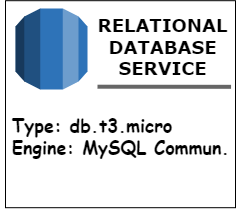 RELATIONAL
DATABASE
SERVICE
Type: db.t3.micro
Engine: MySQL Commun.